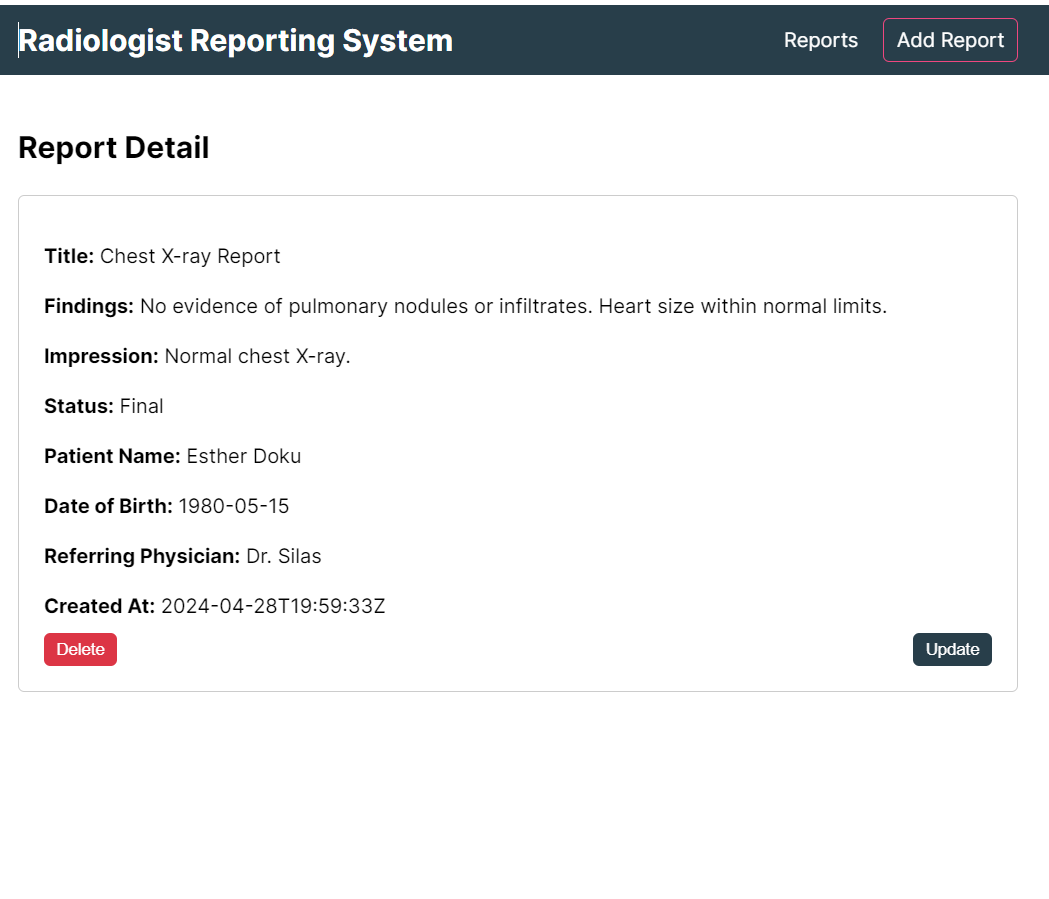 Radiologist Reporting System
Reports
Add Report
Report Detail
Title: Chest X-ray Report
Findings: No evidence of pulmonary nodules or infiltrates. Heart size within normal limits.
Impression: Normal chest X-ray.
Status: Final
Patient Name: Esther Doku
Date of Birth: 1980-05-15
Referring Physician: Dr. Silas
Created At: 2024-04-28T19:59:33Z
Delete
Update